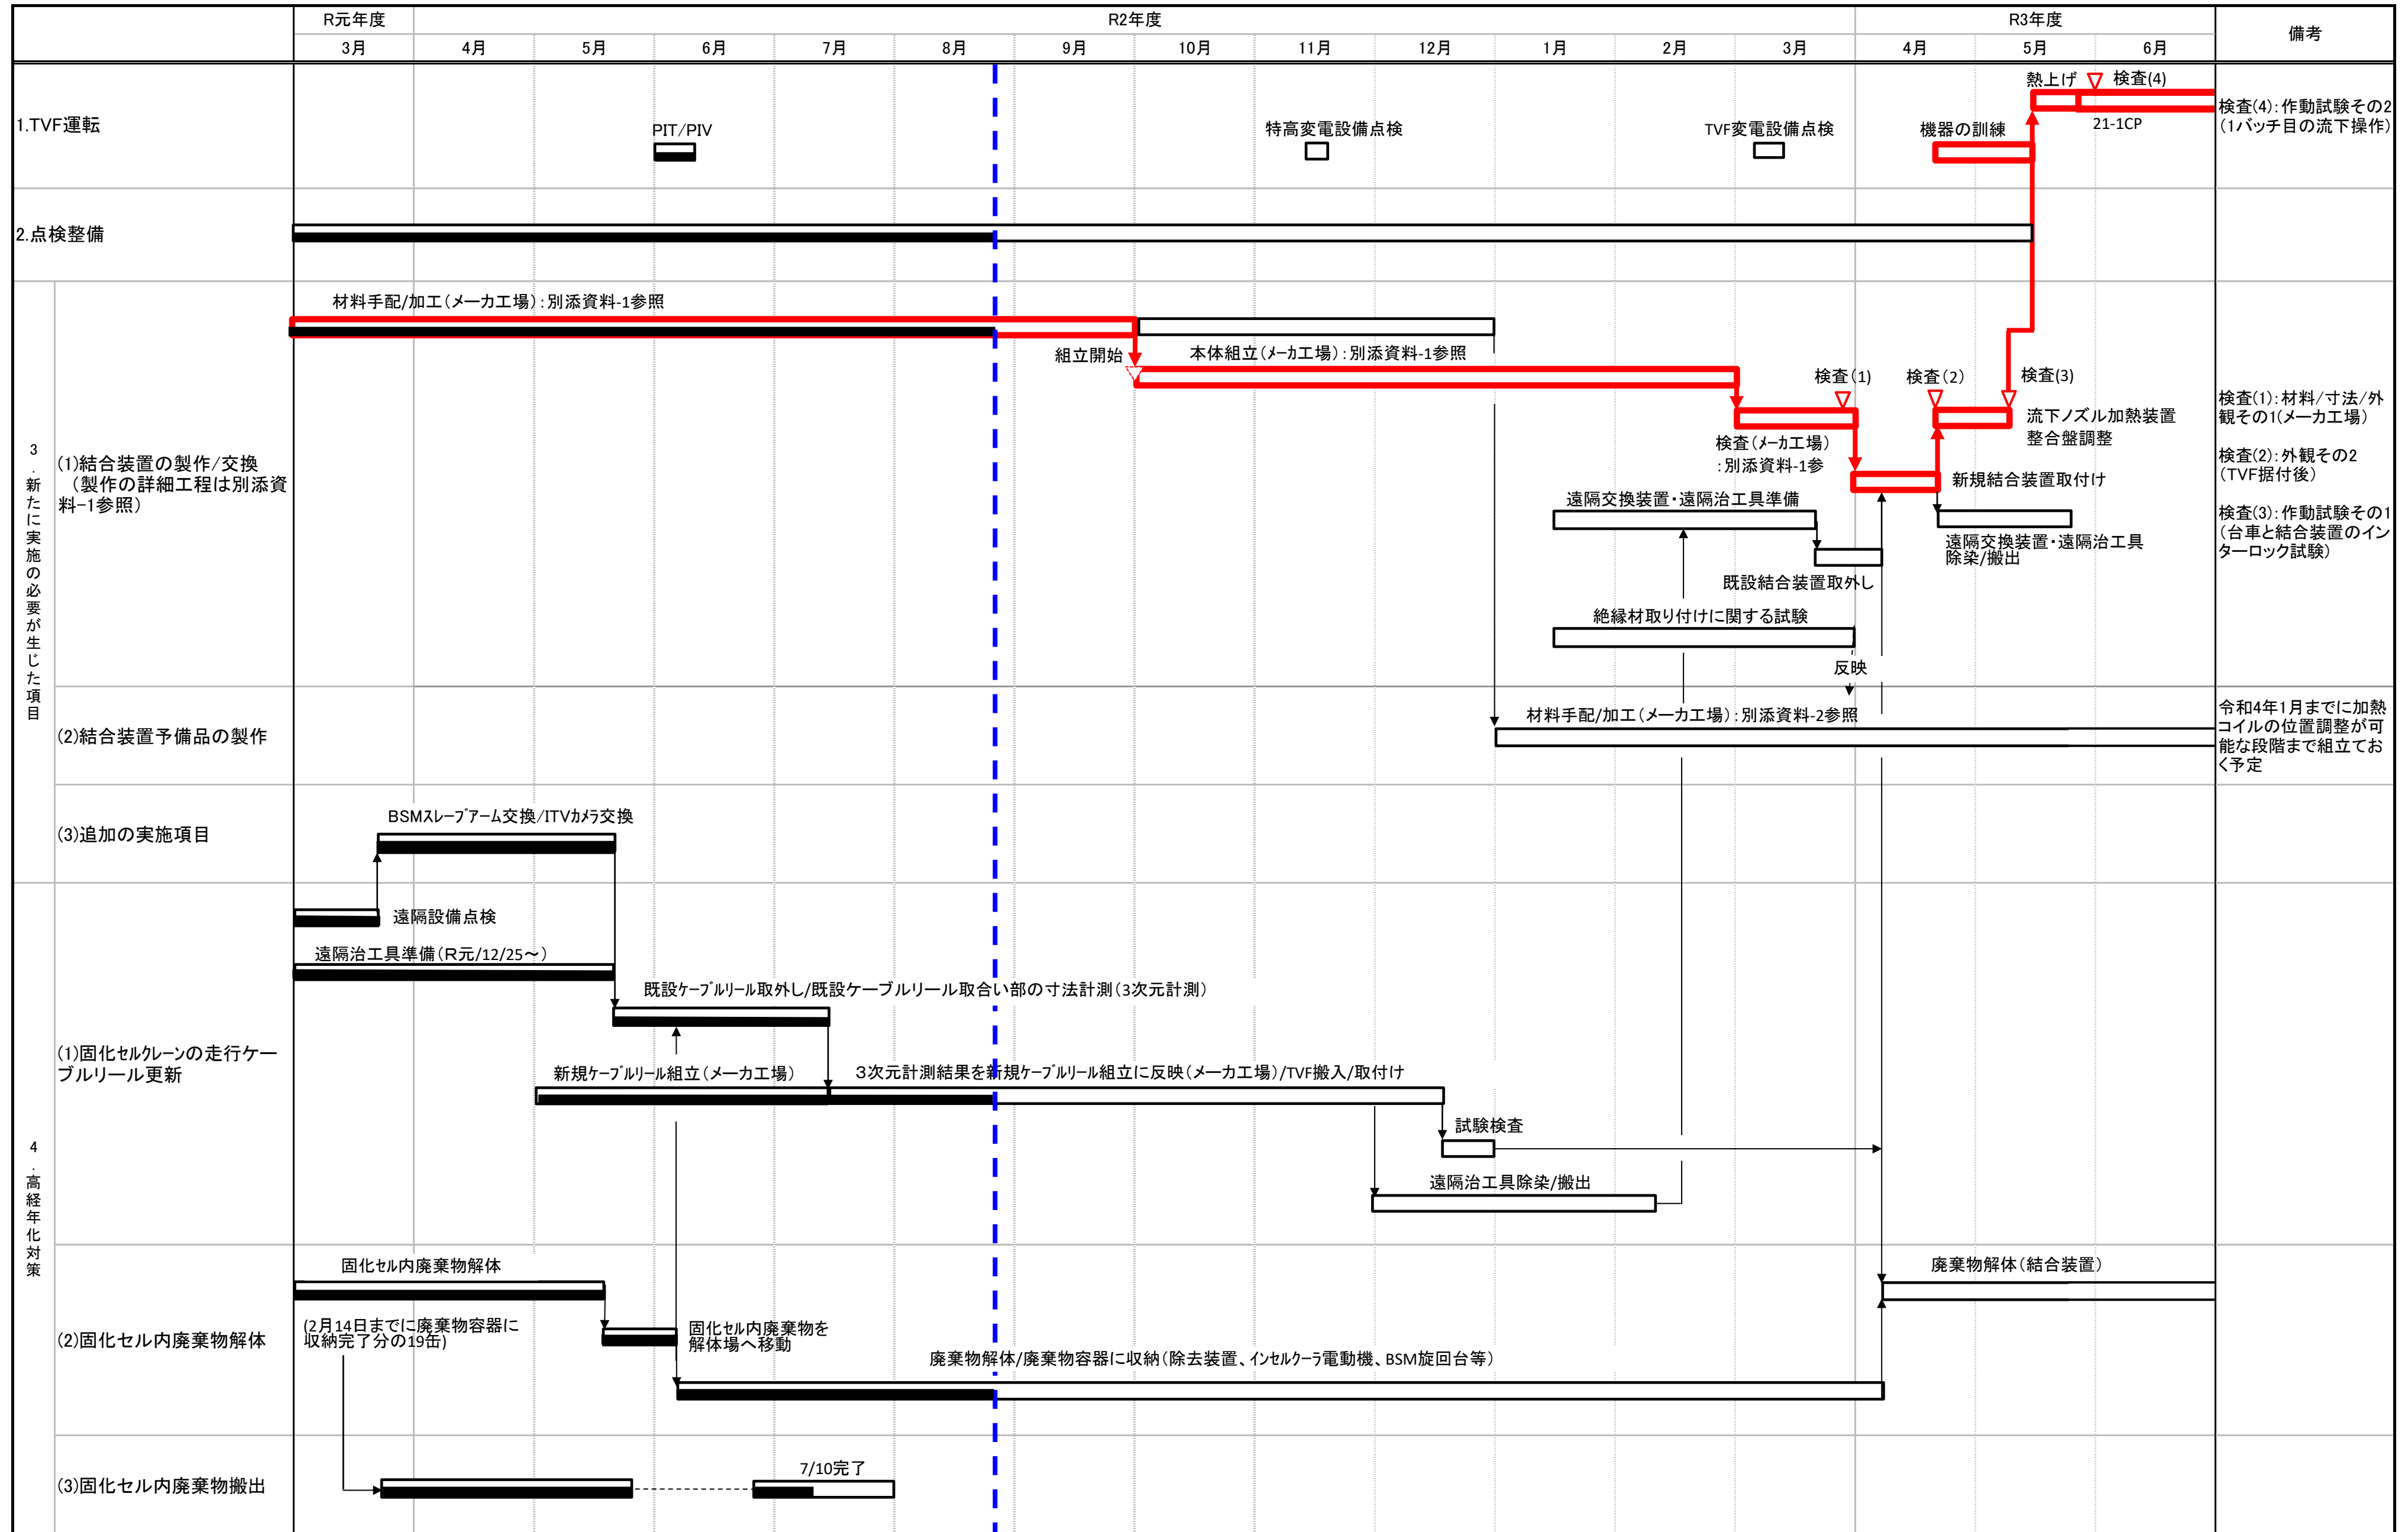 R元年度
R2年度
R3年度
備考
3月
4月
5月
6月
7月
8月
9月
10月
11月
12月
1月
2月
3月
4月
5月
6月
1.TVF運転
PIT/PIV
特高変電設備点検
TVF変電設備点検
機器の訓練
熱上げ
検査(4)
21-1CP
検査(4)：作動試験その2
(1バッチ目の流下操作)
2.点検整備
3.新たに実施の必要が生じた項目
(1)結合装置の製作/交換
（製作の詳細工程は別添資
料-1参照）
材料手配/加工（メーカ工場）：別添資料-1参照
組立開始
本体組立（メーカ工場）：別添資料-1参照
検査(1)
検査（メーカ工場）
：別添資料-1参
検査(2)
検査(3)
流下ノズル加熱装置
整合盤調整
新規結合装置取付け
遠隔交換装置・遠隔治工具準備
遠隔交換装置・遠隔治工具
除染/搬出
既設結合装置取外し
絶縁材取り付けに関する試験
反映
検査(1)：材料/寸法/外
観その1(メーカ工場)
検査(2)：外観その2
(TVF据付後)
検査(3)：作動試験その1
(台車と結合装置のイン
ターロック試験)
(2)結合装置予備品の製作
材料手配/加工（メーカ工場）：別添資料-2参照
令和4年1月までに加熱
コイルの位置調整が可
能な段階まで組立てお
く予定
(3)追加の実施項目
BSMスレーブアーム交換/ITVカメラ交換
4.高経年化対策
(1)固化セルクレーンの走行ケー
ブルリール更新
遠隔設備点検
遠隔治工具準備（R元/12/25～）
既設ケーブルリール取外し/既設ケーブルリール取合い部の寸法計測（3次元計測）
新規ケーブルリール組立（メーカ工場）
３次元計測結果を新規ケーブルリール組立に反映（メーカ工場）/TVF搬入/取付け
試験検査
遠隔治工具除染/搬出
(2)固化セル内廃棄物解体
固化セル内廃棄物解体
(2月14日までに廃棄物容器に
収納完了分の19缶)
固化セル内廃棄物を
解体場へ移動
廃棄物解体/廃棄物容器に収納（除去装置、インセルクーラ電動機、BSM旋回台等）
廃棄物解体（結合装置）
(3)固化セル内廃棄物搬出
7/10完了